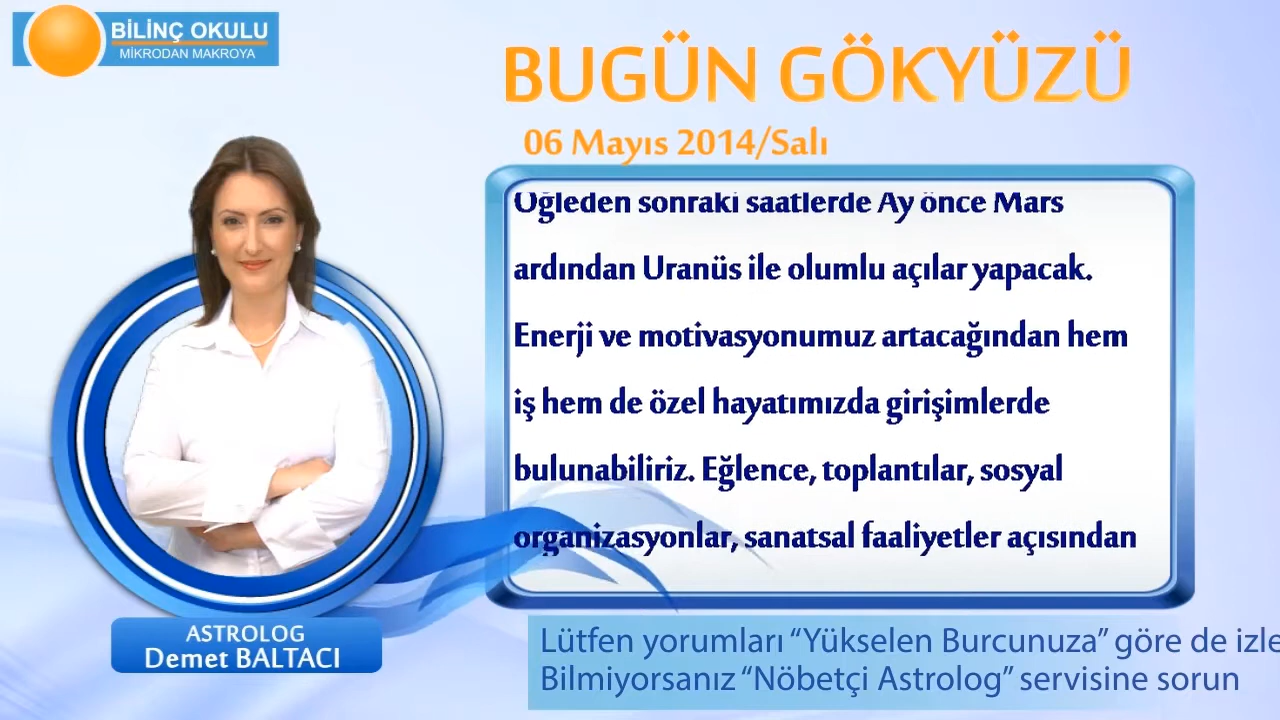 BİLİNÇ OKULU
MİKRODAN MAKROYA
BUGÜN GÖKYÜZÜ
06 Mayıs 2014/Salı
Öğleden sonraki saatlerde Ay önce Mars
ardından Uranüs ile olumlu açılar yapacak.
Enerji ve motivasyonumuz artacağından hem
iş hem de özel hayatımızda girişimlerde
bulunabiliriz. Eğlence, toplantılar, sosyal
organizasyonlar, sanatsal faaliyetler açısından
ASTROLOG
Demet BALTACI
Lütfen yorumları “Yükselen Burcunuza” göre de izle
Bilmiyorsanız “Nöbetçi Astrolog” servisine sorun